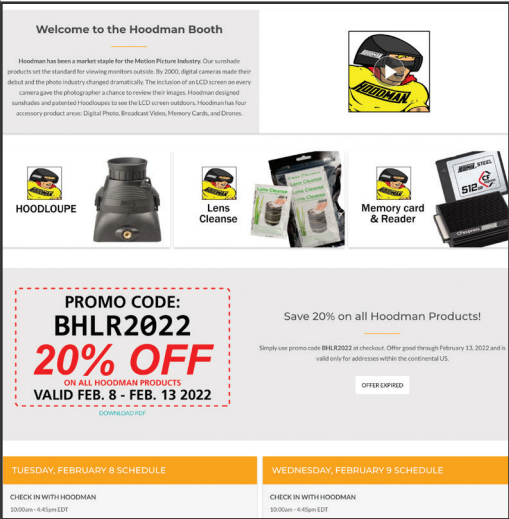 Welcome to the Hoodman Booth
Hoodman has been a market staple for the Motion Picture Industry. Our sunshade
products set the standard for viewing monitors outside. By 2000, digital cameras made their
debut and the photo industry changed dramatically. The inclusion of an LCD screen on every
camera gave the photographer a chance to review their images. Hoodman designed
sunshades and patented Hoodloupes to see the LCD screen outdoors. Hoodman has four
accessory product areas: Digital Photo, Broadcast Video, Memory Cards, and Drones.
HOODMAN
HOODLOUPE
Lens
Cleanse
Lens Cleanse
Lens Cleanse
Memory card
& Reader
STEEL
512
CFexpress
PROMO CODE:
BHLR2022
20% OFF
ON ALL HOODMAN PRODUCTS
VALID FEB. 8 - FEB. 13 2022
DOWNLOAD PDF
Save 20% on all Hoodman Products!
Simply use promo code BHLR2022 at checkout. Offer good through February 13, 2022 and is
valid only for addresses within the continental US.
OFFER EXPIRED
TUESDAY, FEBRUARY 8 SCHEDULE
CHECK IN WITH HOODMAN
10:00am - 4:45pm EDT
WEDNESDAY, FEBRUARY 9 SCHEDULE
CHECK IN WITH HOODMAN
10:00am - 4:45pm EDT